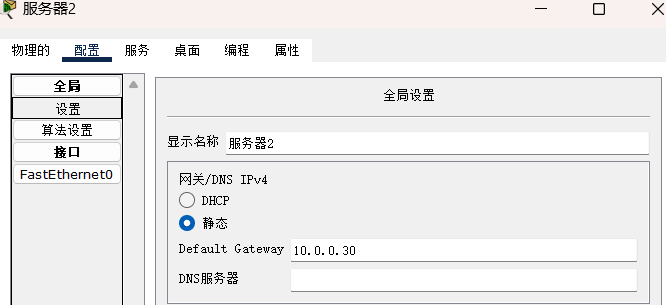 服务器2
物理的 配置 服务 桌面 编程 属性
全局
设置
算法设置
接口
FastEthernet0
全局设置
显示名称 服务器2
网关/DNS IPv4
DHCP
静态
Default Gateway 10.0.0.30
DNS服务器